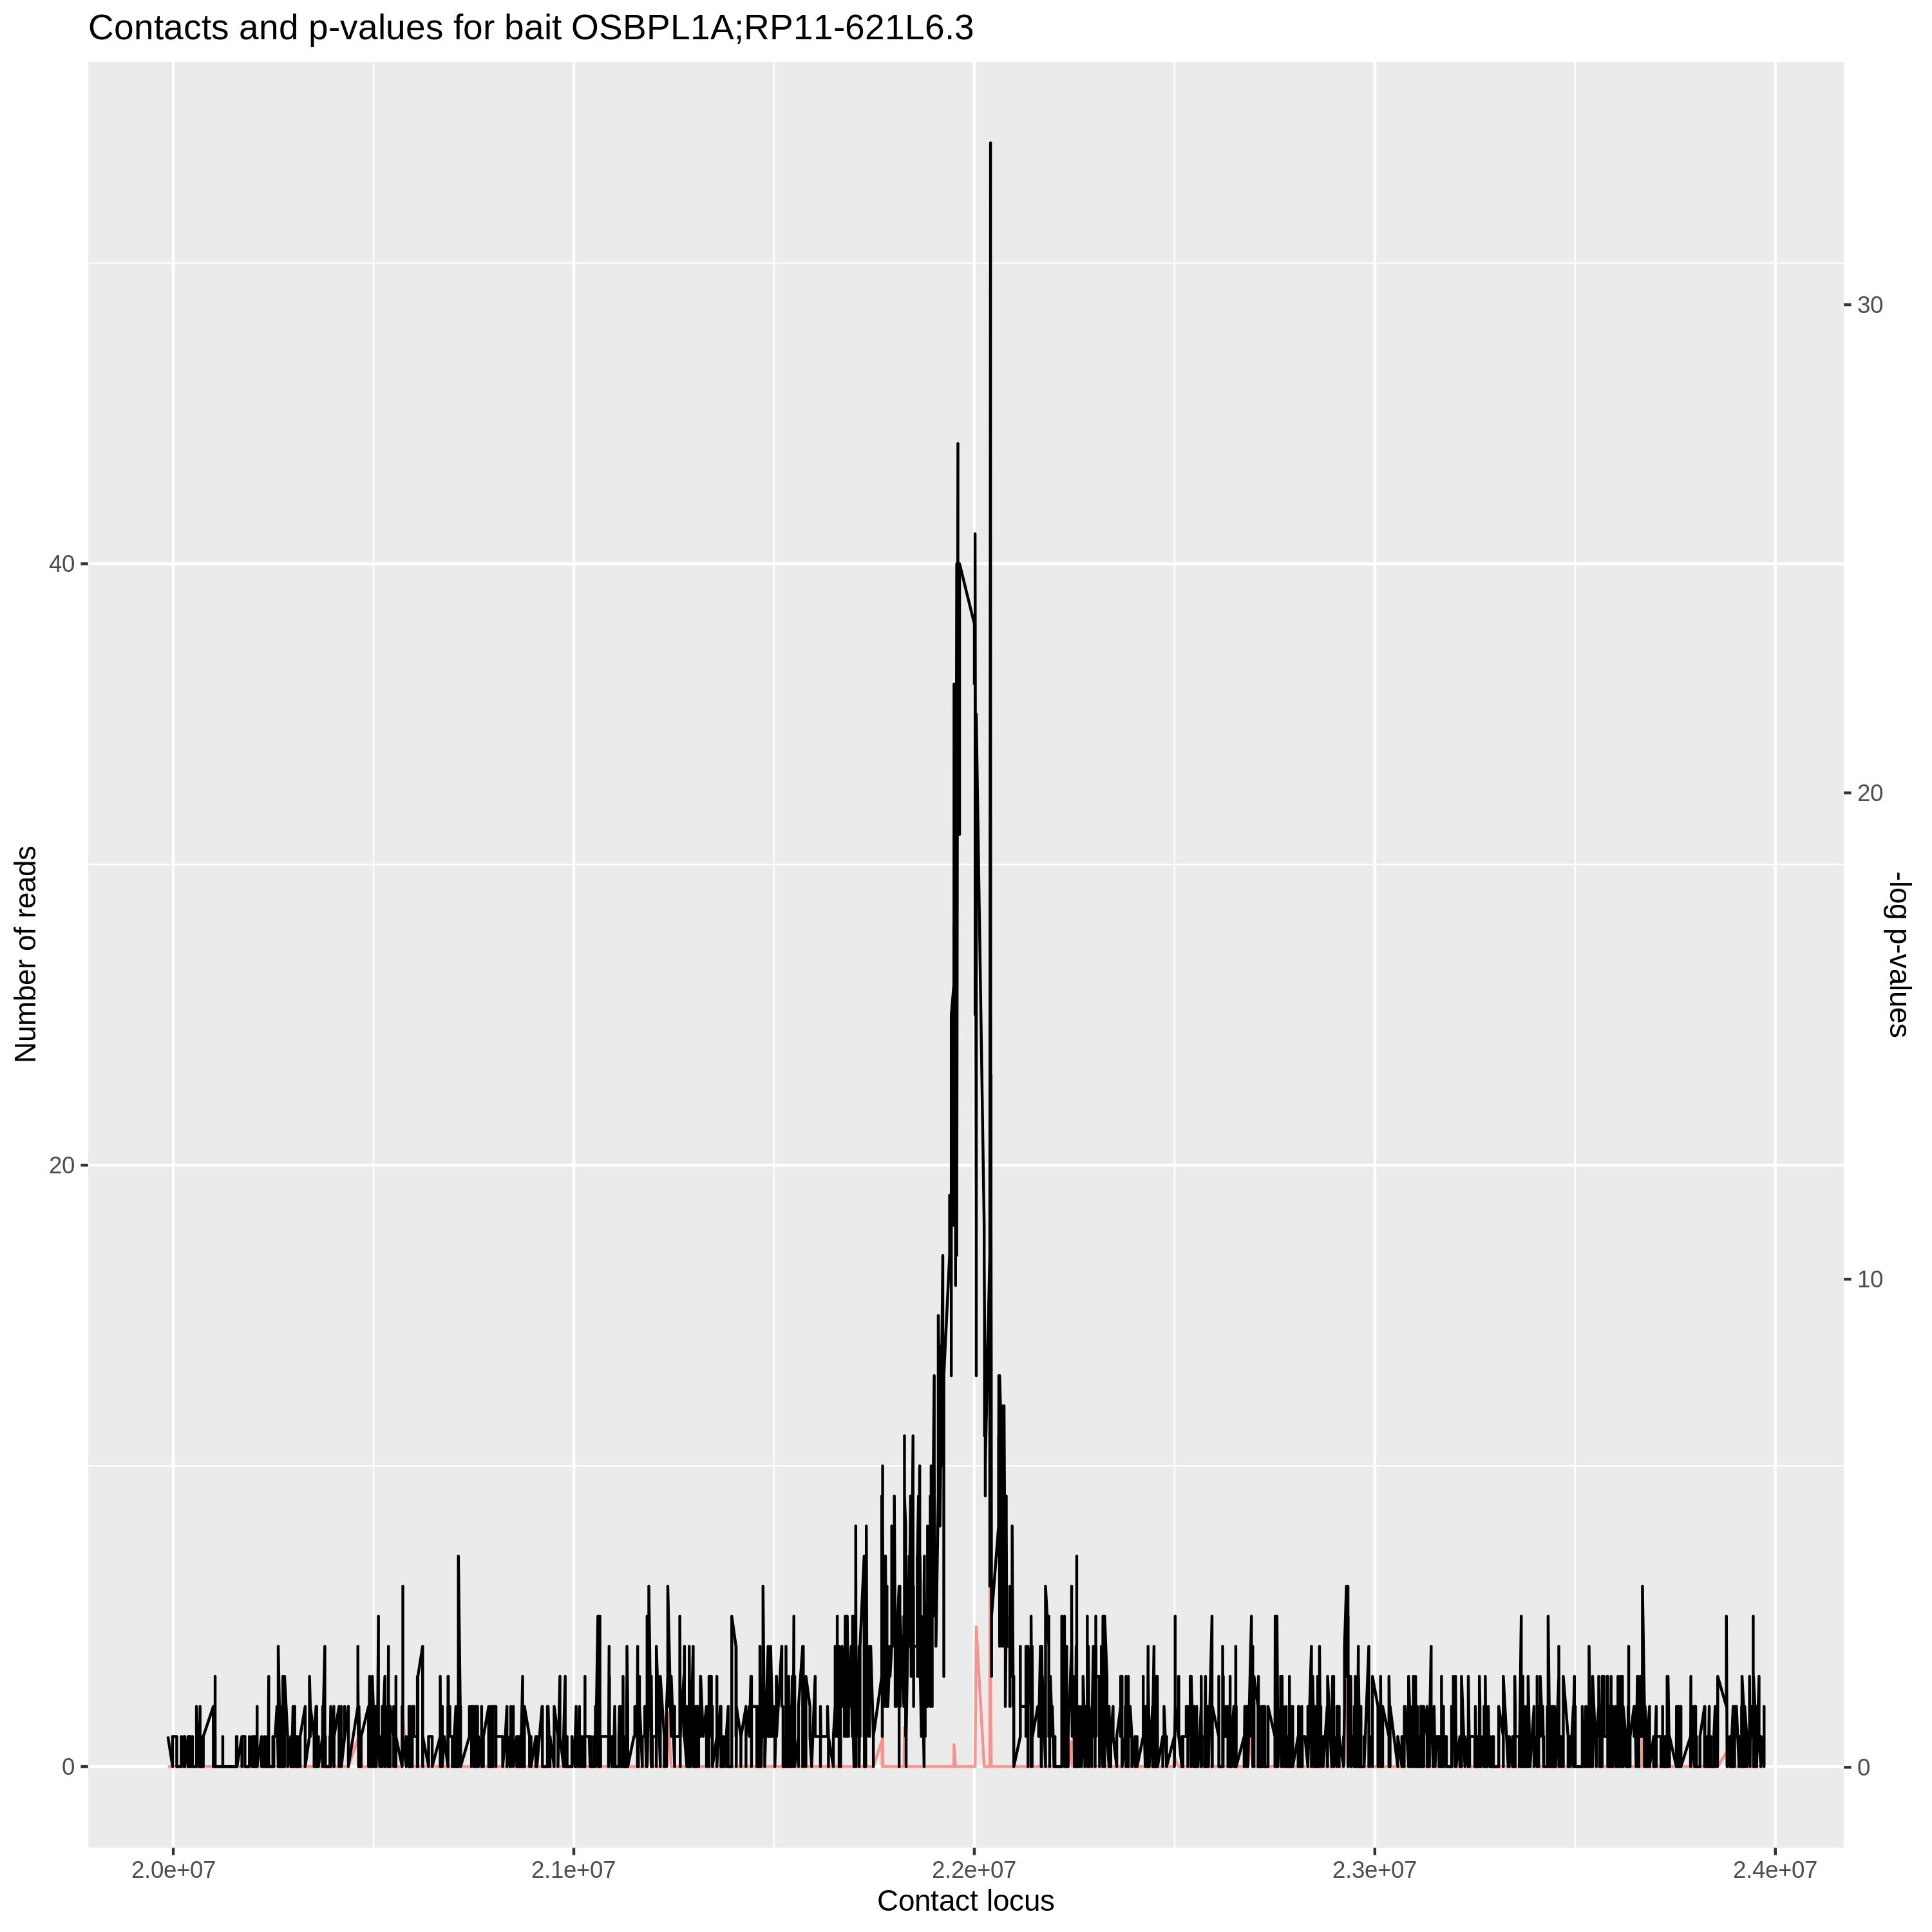 Contacts and p-values for bait OSBPL1A;RP11-621L6.3
Number of reads
40
20
0
30
20
10
0
-log p-values
2.0e+07
2.1e+07
2.2e+07
2.3e+07
2.4e+07
Contact locus